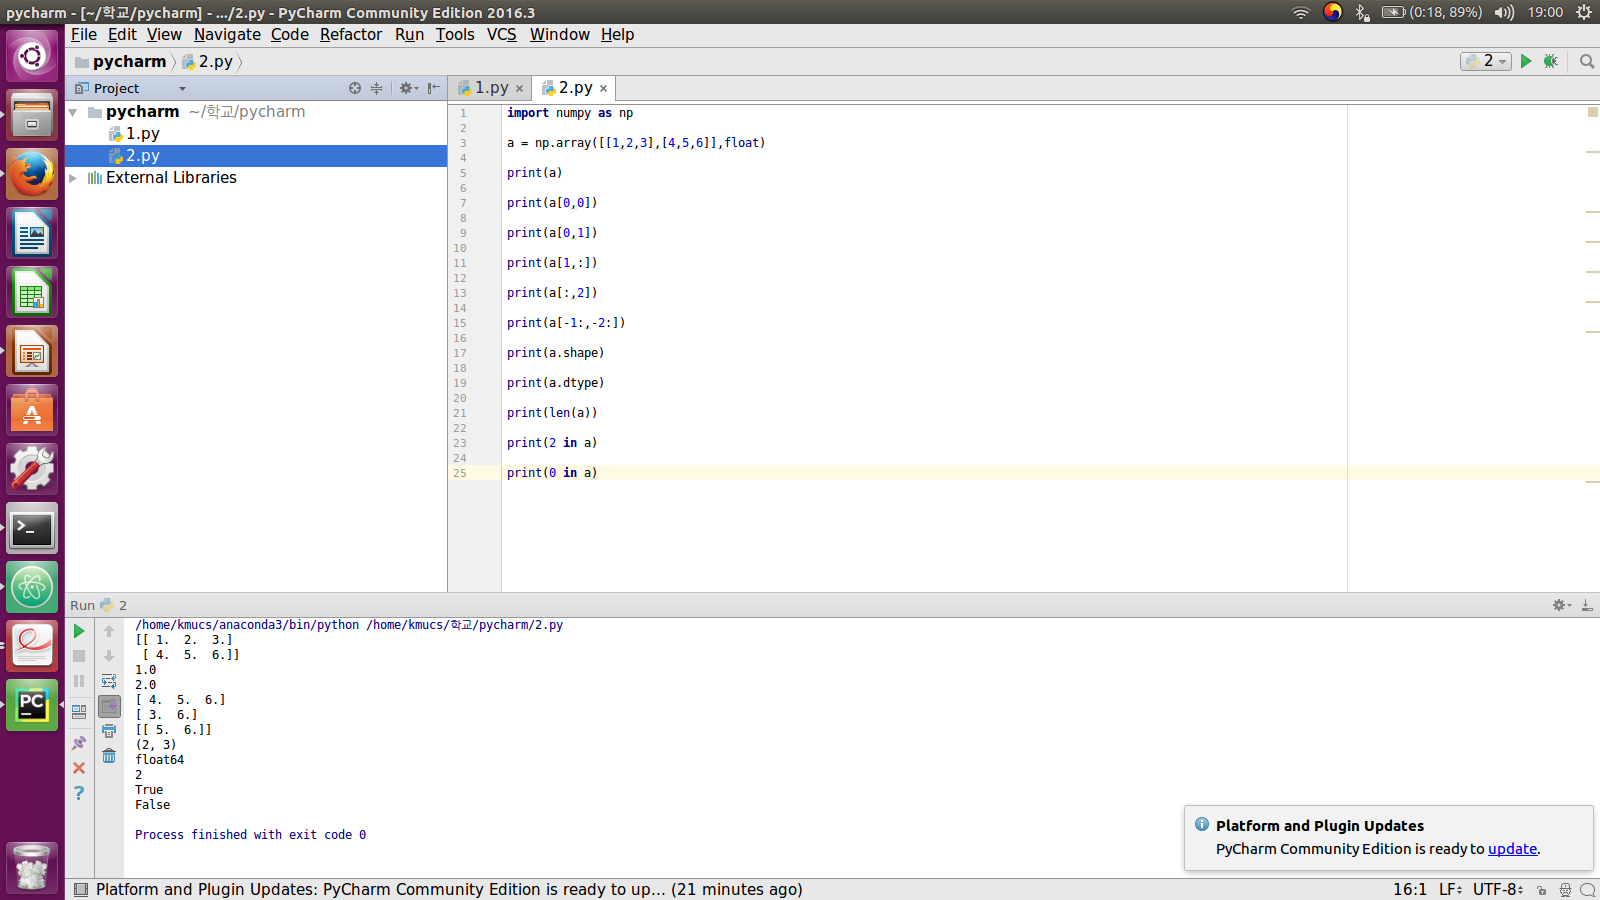 pycharm - [~/학교/pycharm] - .../2.py - PyCharm Community Edition 2016.3
(0:18, 89%) 19:00
File Edit View Navigate Code Refactor Run Tools VCS Window Help
pycharm 2.py
2
Project
1.py × 2.py ×
pycharm ~/학교/pycharm
1.py
2.py
External Libraries
1 import numpy as np
2
3 a = np.array([[1,2,3],[4,5,6]],float)
4
5 print(a)
6
7 print(a[0,0])
8
9 print(a[0,1])
10
11 print(a[1,:])
12
13 print(a[:,2])
14
15 print(a[-1:,-2:])
16
17 print(a.shape)
18
19 print(a.dtype)
20
21 print(len(a))
22
23 print(2 in a)
24
25 print(0 in a)
Run 2
/home/kmucs/anaconda3/bin/python /home/kmucs/학교/pycharm/2.py
[[ 1.  2.  3.]
 [ 4.  5.  6.]]
1.0
2.0
[ 4.  5.  6.]
[ 3.  6.]
[[ 5.  6.]]
(2, 3)
float64
2
True
False
Process finished with exit code 0
Platform and Plugin Updates
PyCharm Community Edition is ready to update.
PC
Platform and Plugin Updates: PyCharm Community Edition is ready to up... (21 minutes ago)
16:1 LF UTF-8